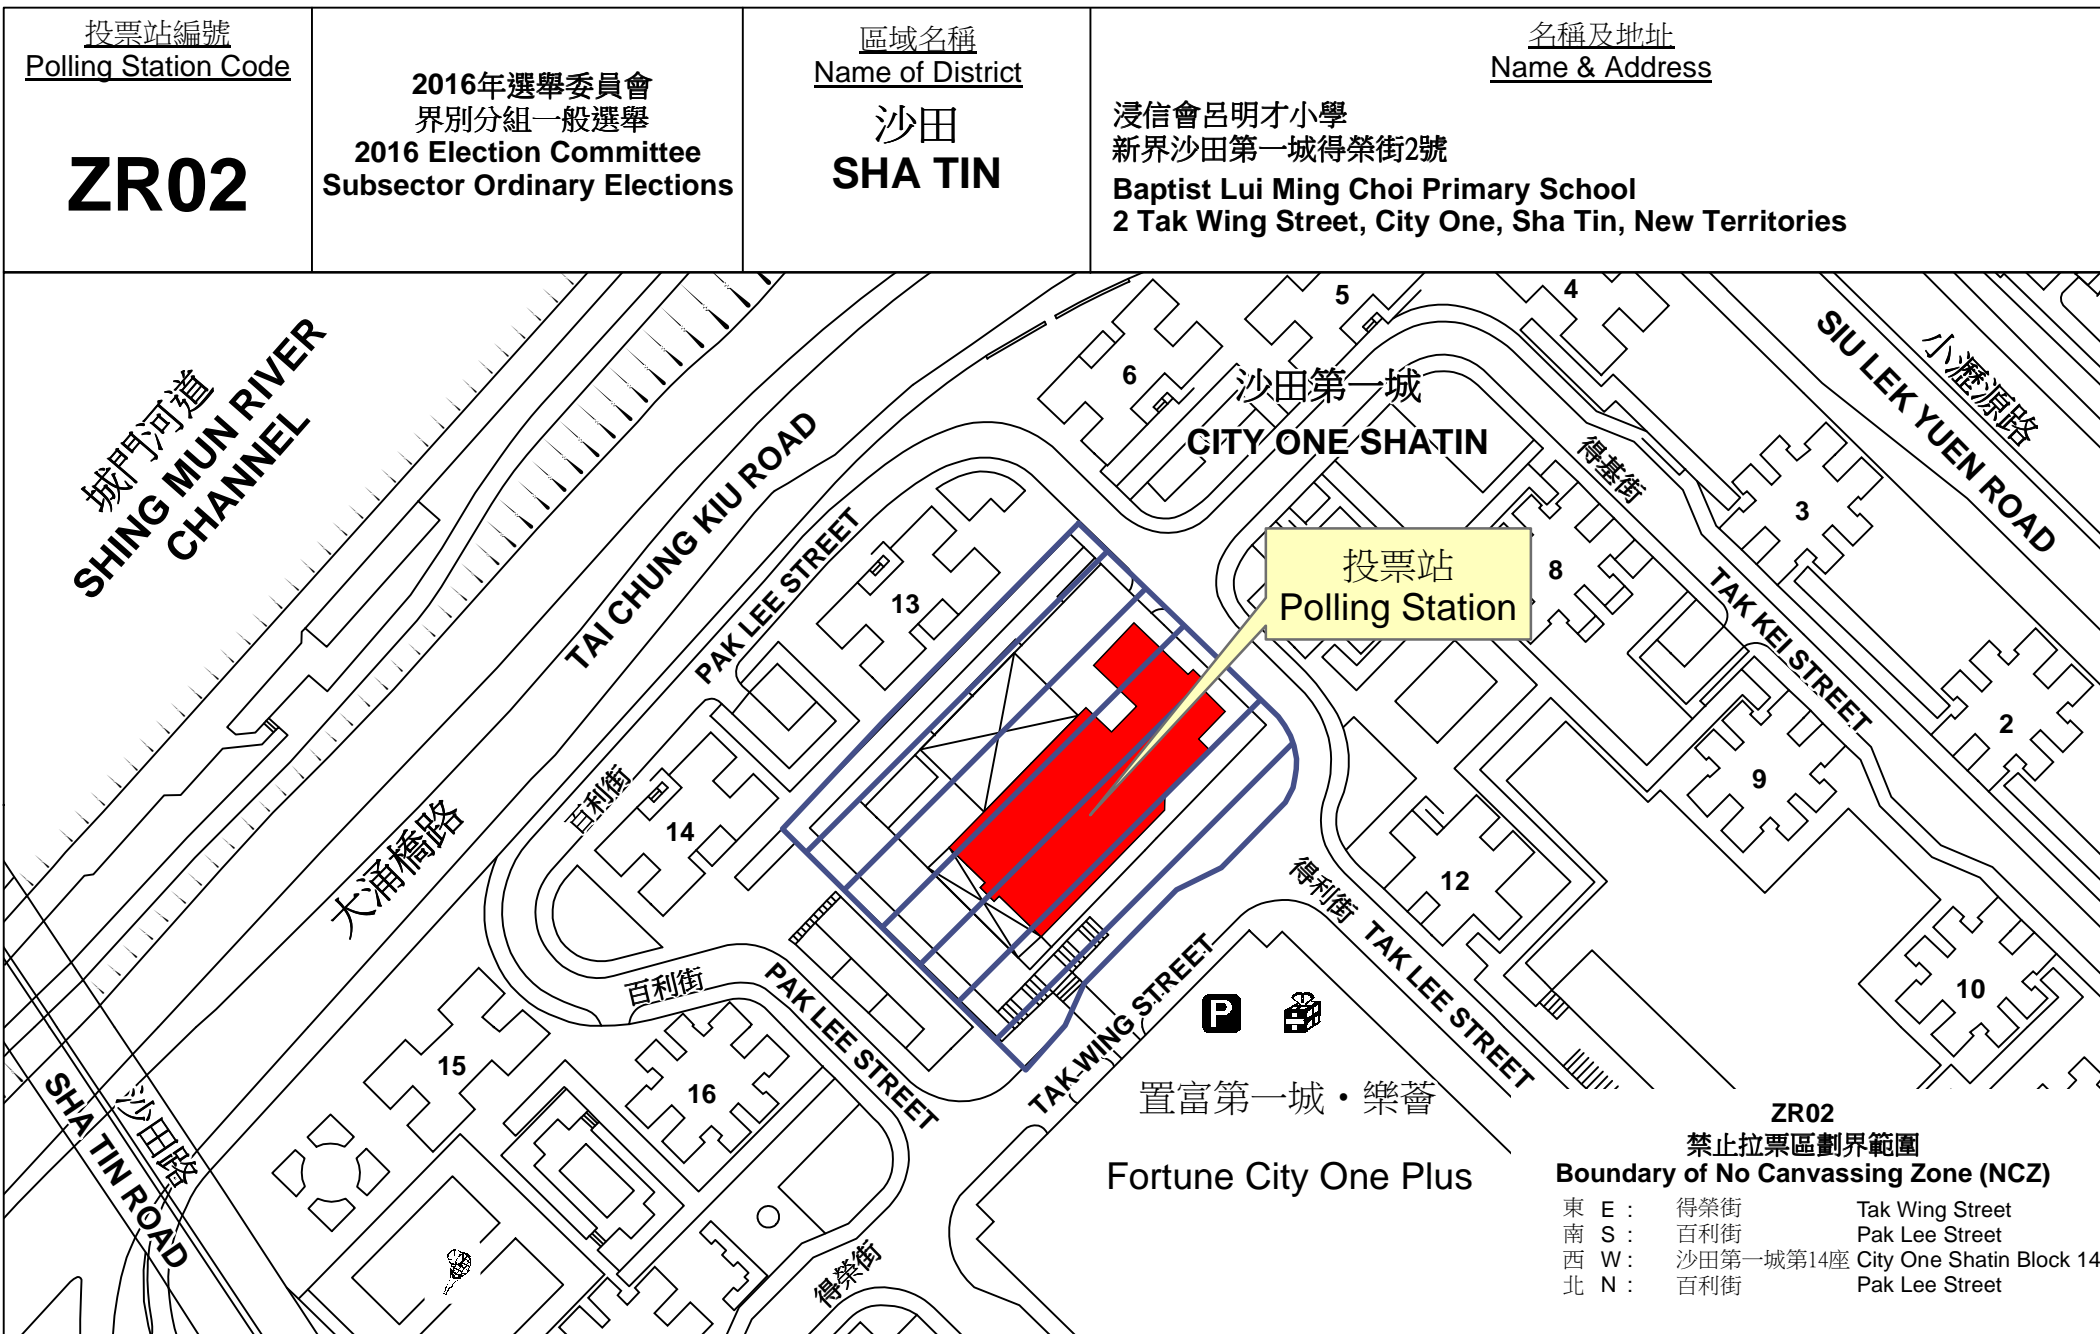 投票站編號
Polling Station Code
ZR02
2016年選舉委員會
界別分組一般選舉
2016 Election Committee
Subsector Ordinary Elections
區域名稱
Name of District
沙田
SHA TIN
名稱及地址
Name & Address
浸信會呂明才小學
新界沙田第一城得榮街2號
Baptist Lui Ming Choi Primary School
2 Tak Wing Street, City One, Sha Tin, New Territories
城門河道
SHING MUN RIVER
CHANNEL
TAI CHUNG KIU ROAD
大涌橋路
PAK LEE STREET
百利街
5
4
6
沙田第一城
CITY ONE SHATIN
得基街
小瀝源路
SIU LEK YUEN ROAD
3
8
投票站
Polling Station
TAK KEI STREET
13
2
9
14
12
得利街
TAK LEE STREET
10
百利街
PAK LEE STREET
TAK WING STREET
P
15
16
置富第一城・樂薈
Fortune City One Plus
沙田路
SHA TIN ROAD
得榮街
ZR02
禁止拉票區劃界範圍
Boundary of No Canvassing Zone (NCZ)
東 E : 得榮街 Tak Wing Street
南 S : 百利街 Pak Lee Street
西 W : 沙田第一城第14座 City One Shatin Block 14
北 N : 百利街 Pak Lee Street